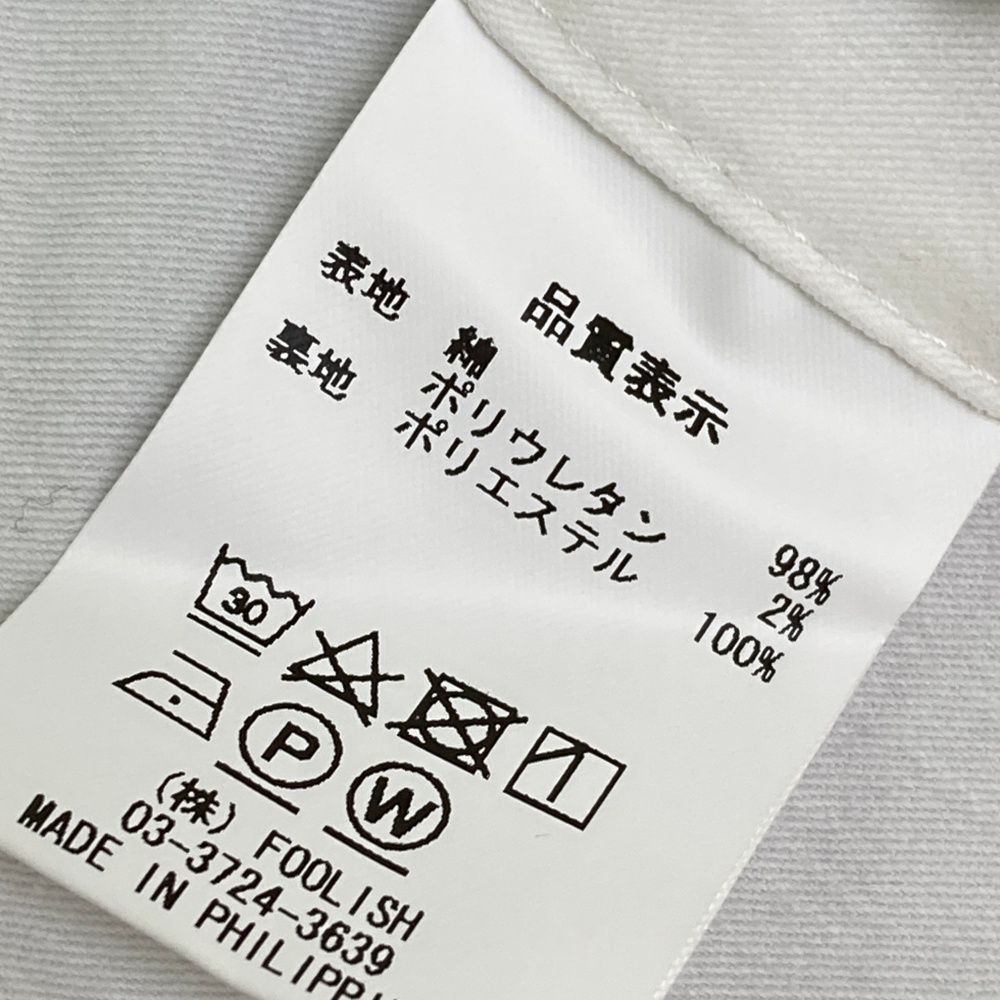 品質表示
表地 綿 98%
ポリウレタン 2%
裏地 ポリエステル 100%
30
P
W
(株) FOOLISH
03-3724-3639
MADE IN PHILIPP